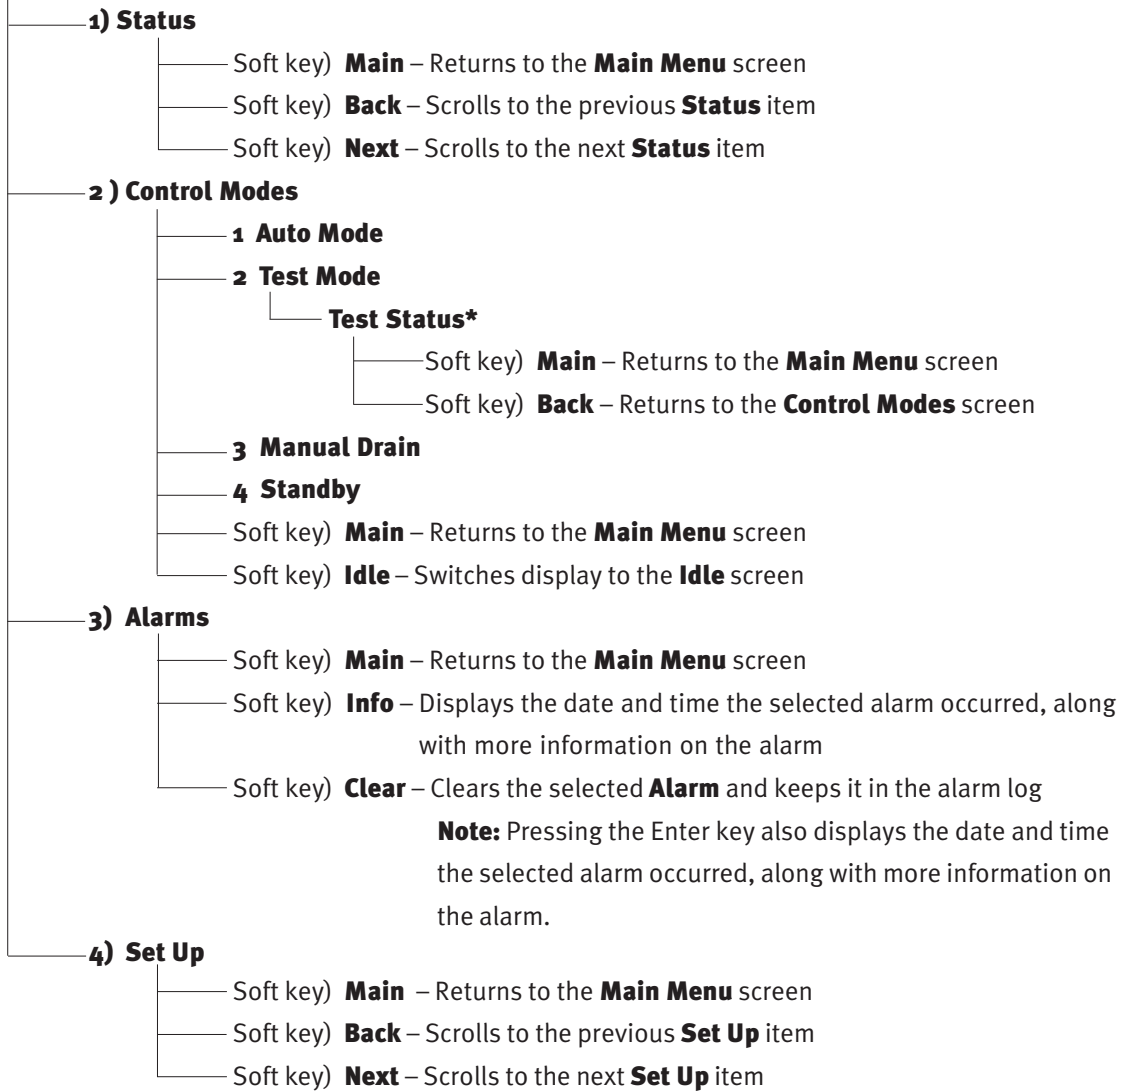 1) Status
Soft key) Main – Returns to the Main Menu screen
Soft key) Back – Scrolls to the previous Status item
Soft key) Next – Scrolls to the next Status item
2 ) Control Modes
1 Auto Mode
2 Test Mode
Test Status*
Soft key) Main – Returns to the Main Menu screen
Soft key) Back – Returns to the Control Modes screen
3 Manual Drain
4 Standby
Soft key) Main – Returns to the Main Menu screen
Soft key) Idle – Switches display to the Idle screen
3) Alarms
Soft key) Main – Returns to the Main Menu screen
Soft key) Info – Displays the date and time the selected alarm occurred, along
with more information on the alarm
Soft key) Clear – Clears the selected Alarm and keeps it in the alarm log
Note: Pressing the Enter key also displays the date and time
the selected alarm occurred, along with more information on
the alarm.
4) Set Up
Soft key) Main – Returns to the Main Menu screen
Soft key) Back – Scrolls to the previous Set Up item
Soft key) Next – Scrolls to the next Set Up item